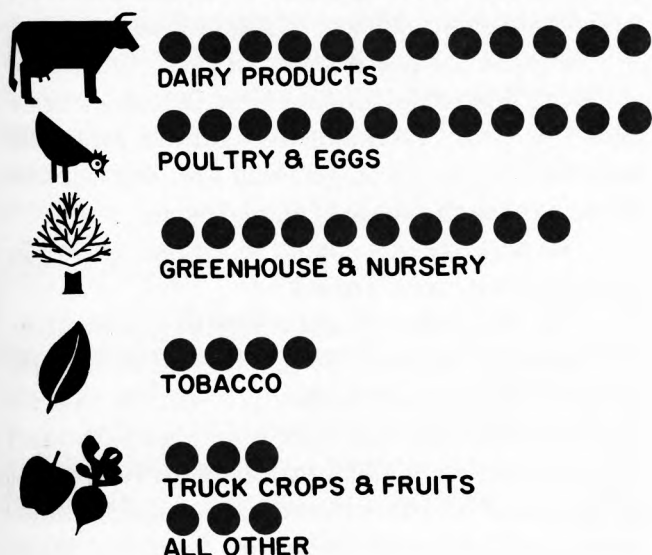 DAIRY PRODUCTS
POULTRY & EGGS
GREENHOUSE & NURSERY
TOBACCO
TRUCK CROPS & FRUITS
ALL OTHER